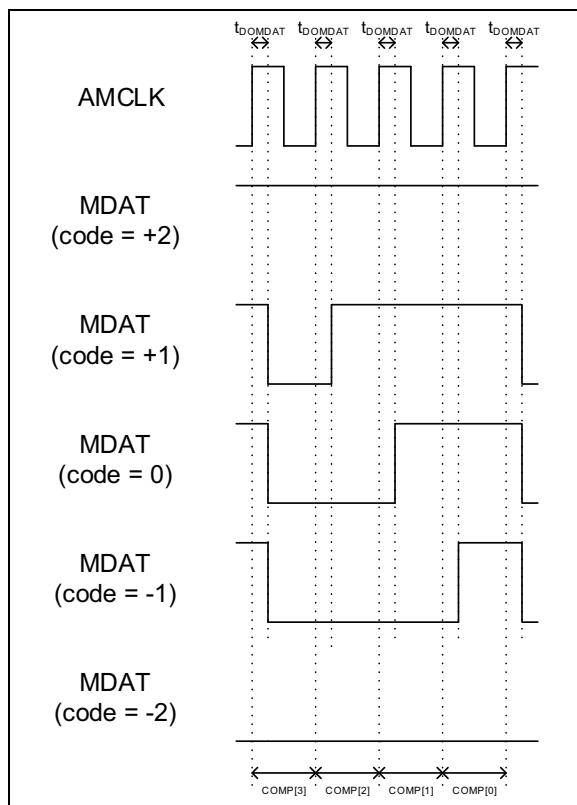 tDOMDAT tDOMDAT tDOMDAT tDOMDAT tDOMDAT
AMCLK
MDAT
(code = +2)
MDAT
(code = +1)
MDAT
(code = 0)
MDAT
(code = -1)
MDAT
(code = -2)
COMP[3] COMP[2] COMP[1] COMP[0]